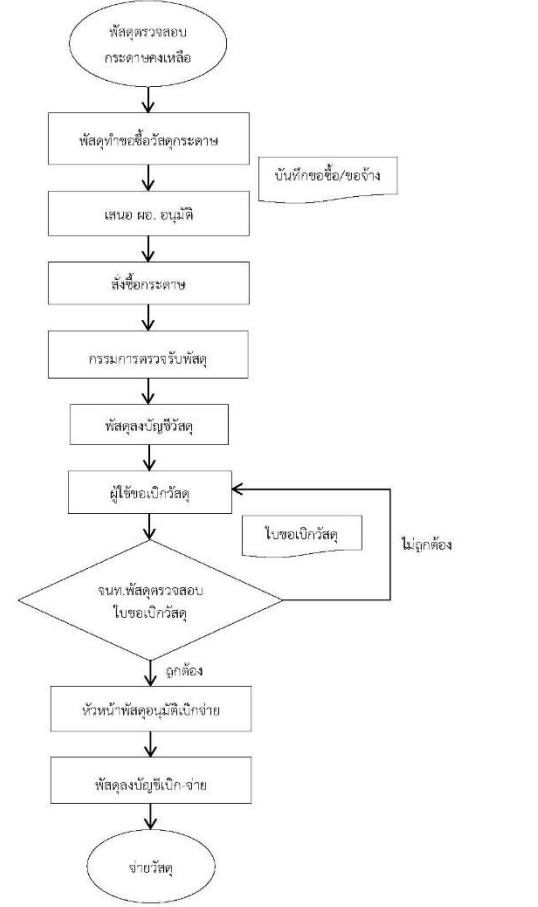 พัสดุตรวจสอบ
กระดาษคงเหลือ
พัสดุทำขอซื้อวัสดุกระดาษ
บันทึกขอซื้อ/ขอจ้าง
เสนอ ผอ. อนุมัติ
สั่งซื้อกระดาษ
กรรมการตรวจรับพัสดุ
พัสดุลงบัญชีวัสดุ
ผู้ใช้ขอเบิกวัสดุ
ใบขอเบิกวัสดุ
ไม่ถูกต้อง
จนท.พัสดุตรวจสอบ
ใบขอเบิกวัสดุ
ถูกต้อง
หัวหน้าพัสดุอนุมัติเบิกจ่าย
พัสดุลงบัญชีเบิก-จ่าย
จ่ายวัสดุ